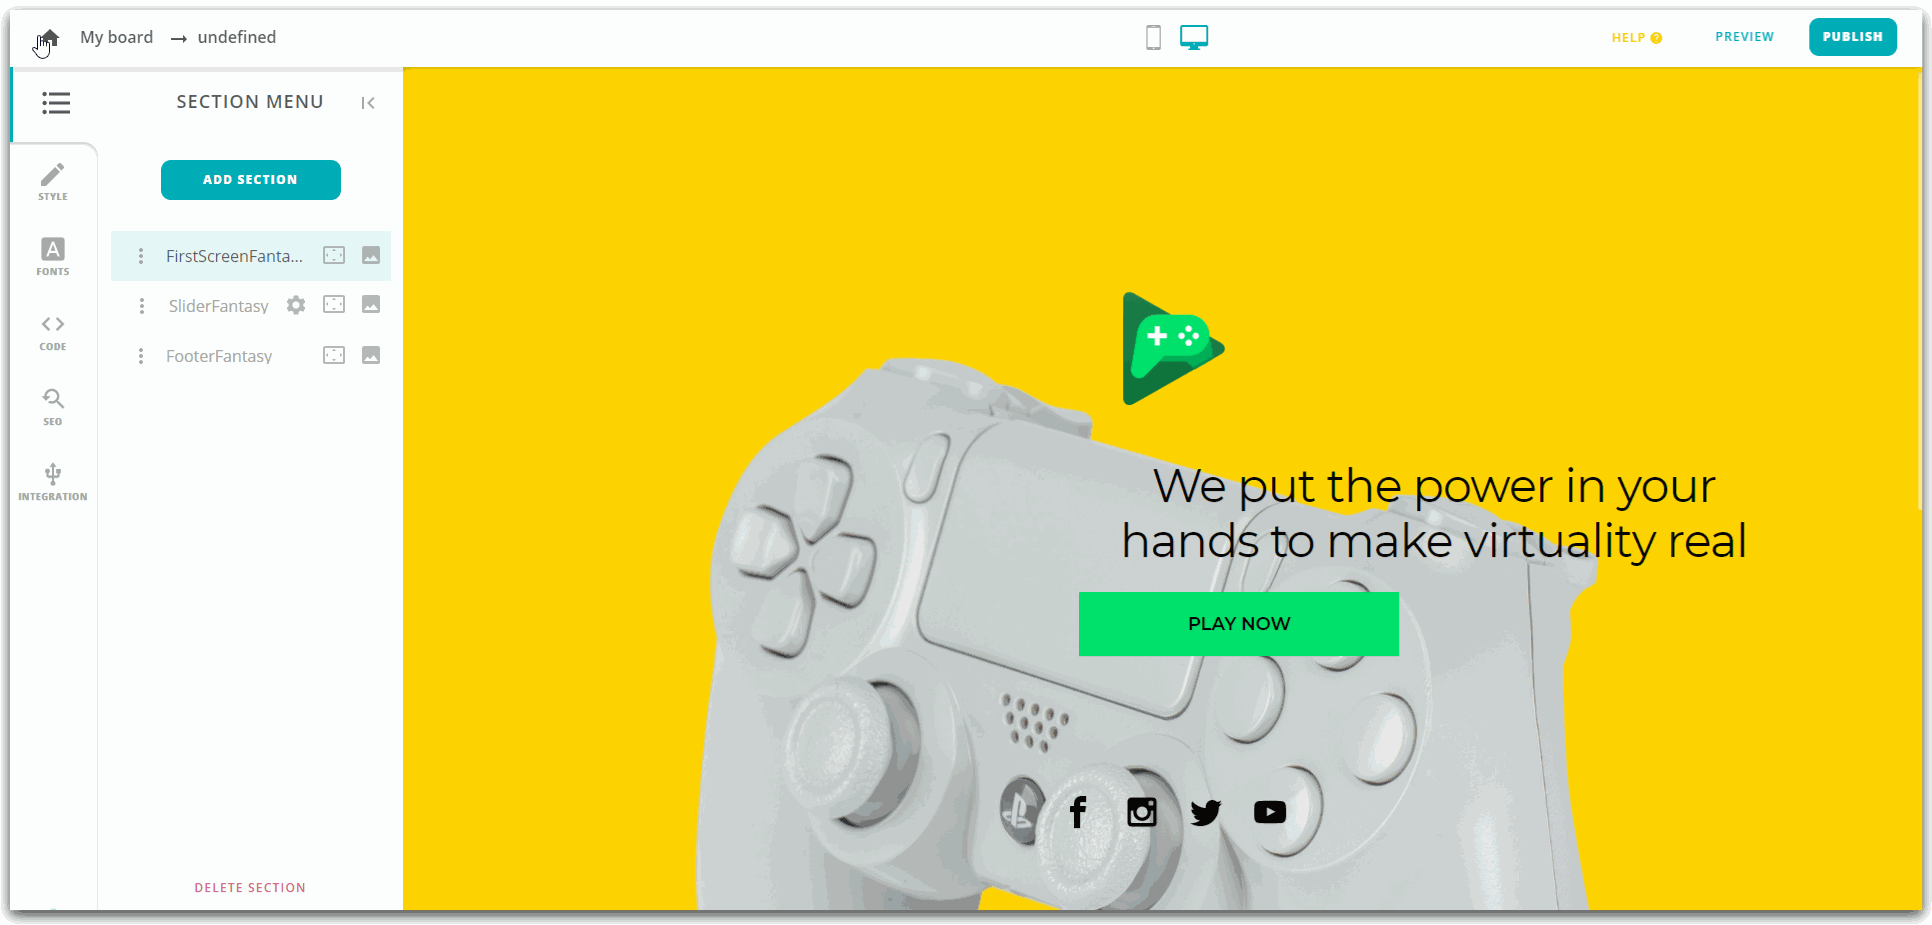 My board → undefined
HELP ?
PREVIEW
PUBLISH
SECTION MENU
ADD SECTION
STYLE
FONTS
CODE
SEO
INTEGRATION
FirstScreenFanta...
SliderFantasy
FooterFantasy
DELETE SECTION
We put the power in your
hands to make virtuality real
PLAY NOW